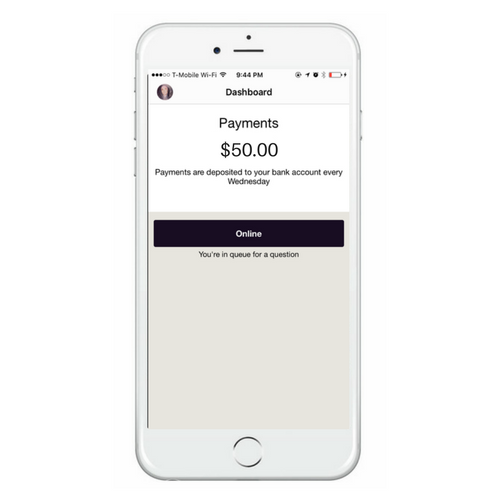 T-Mobile Wi-Fi 9:44 PM
Dashboard
Payments
$50.00
Payments are deposited to your bank account every
Wednesday
Online
You're in queue for a question